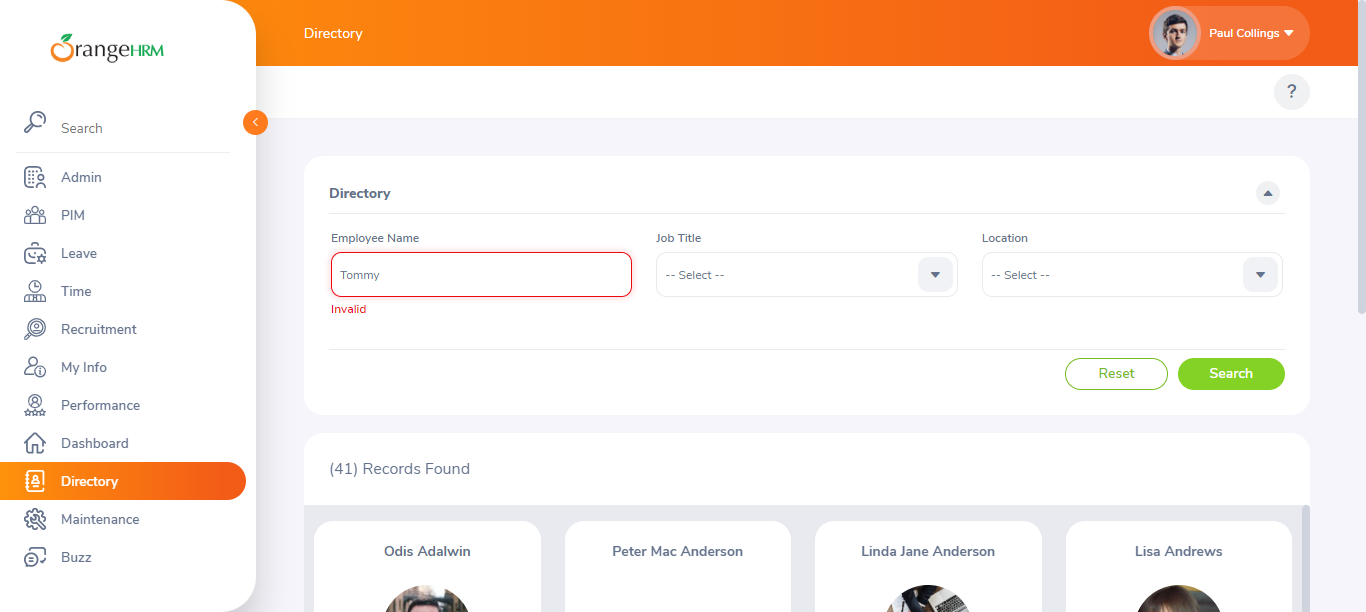 OrangeHRM
Directory
Paul Collings
?
Search
Admin
PIM
Leave
Time
Recruitment
My Info
Performance
Dashboard
Directory
Maintenance
Buzz
Directory
Employee Name
Job Title
Location
Tommy
-- Select --
-- Select --
Invalid
Reset
Search
(41) Records Found
Odis Adalwin
Peter Mac Anderson
Linda Jane Anderson
Lisa Andrews